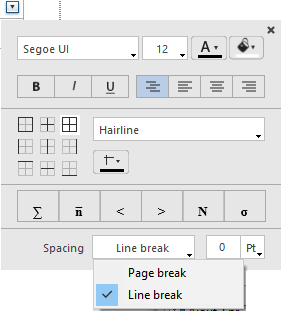 Segoe UI 12 A
B I U
Hairline
Σ n̅ < > N σ
Spacing Line break 0 Pt
Page break
Line break